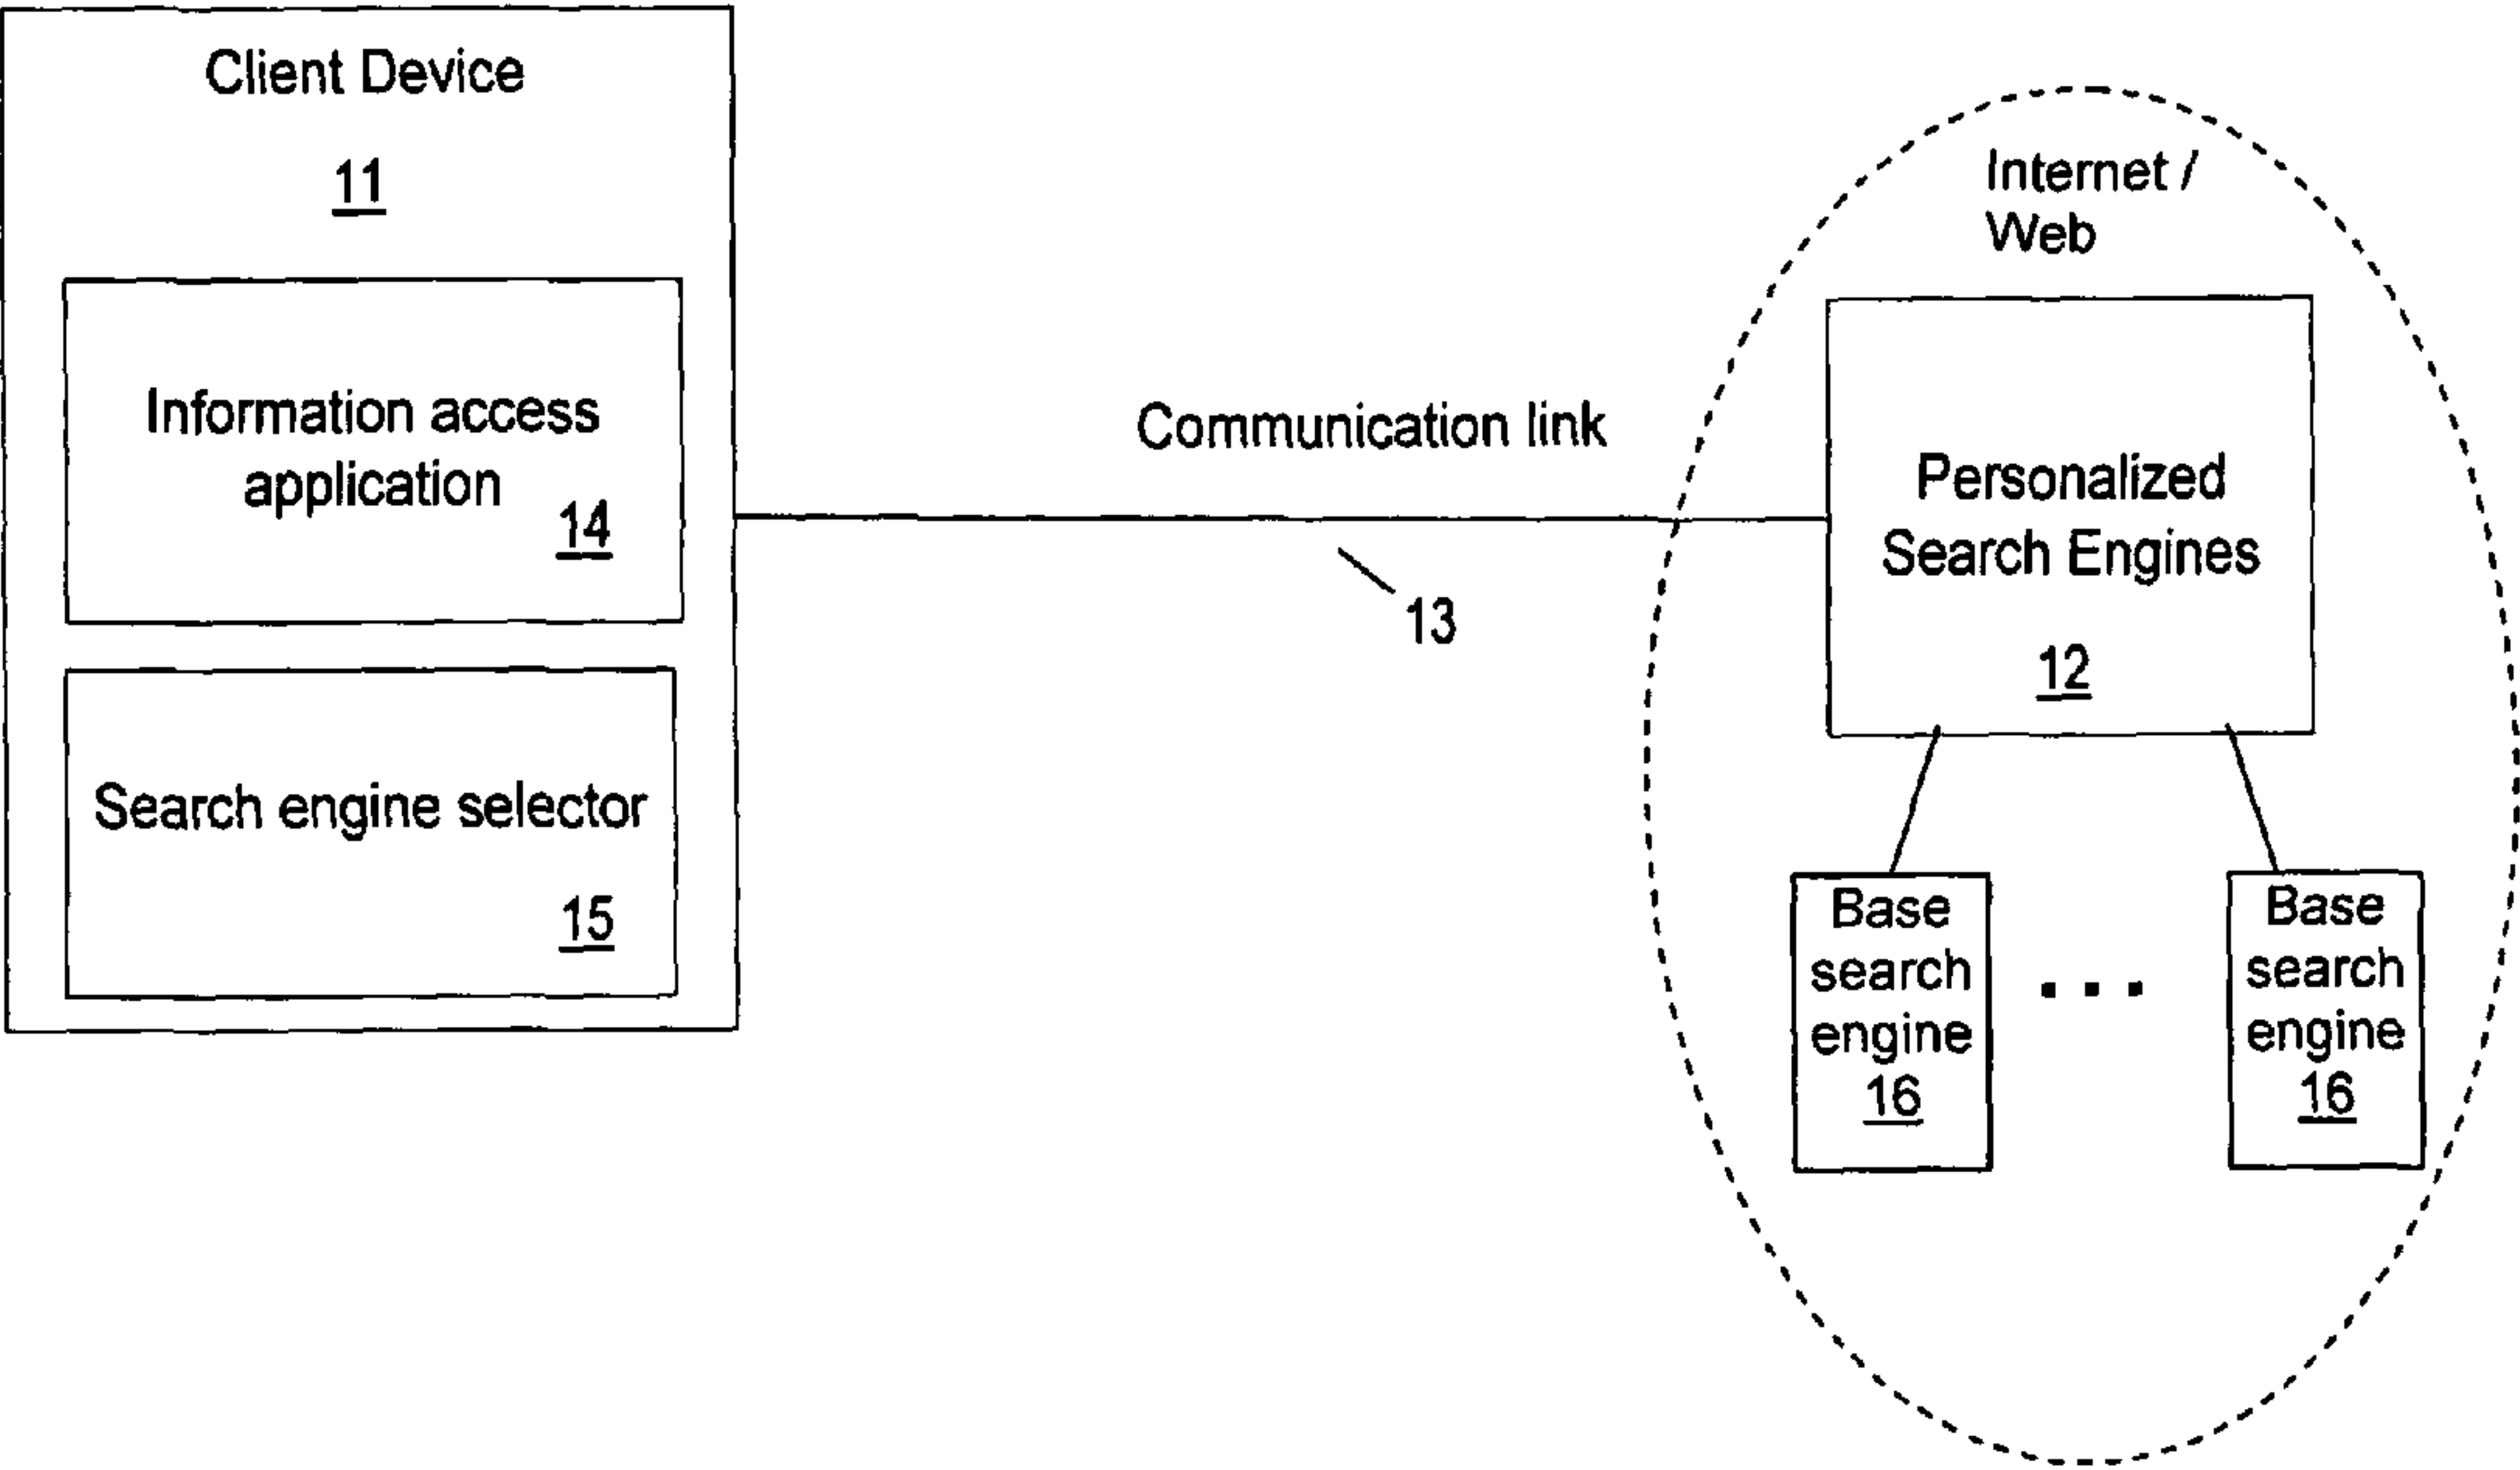 Client Device
11
Information access
application
14
Search engine selector
15
Communication link
13
Internet /
Web
Personalized
Search Engines
12
Base
search
engine
16
...
Base
search
engine
16